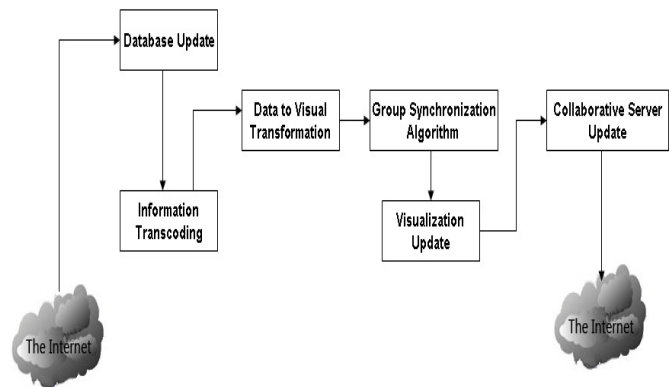 Database Update
Data to Visual
Transformation
Group Synchronization
Algorithm
Collaborative Server
Update
Information
Transcoding
Visualization
Update
The Internet
The Internet